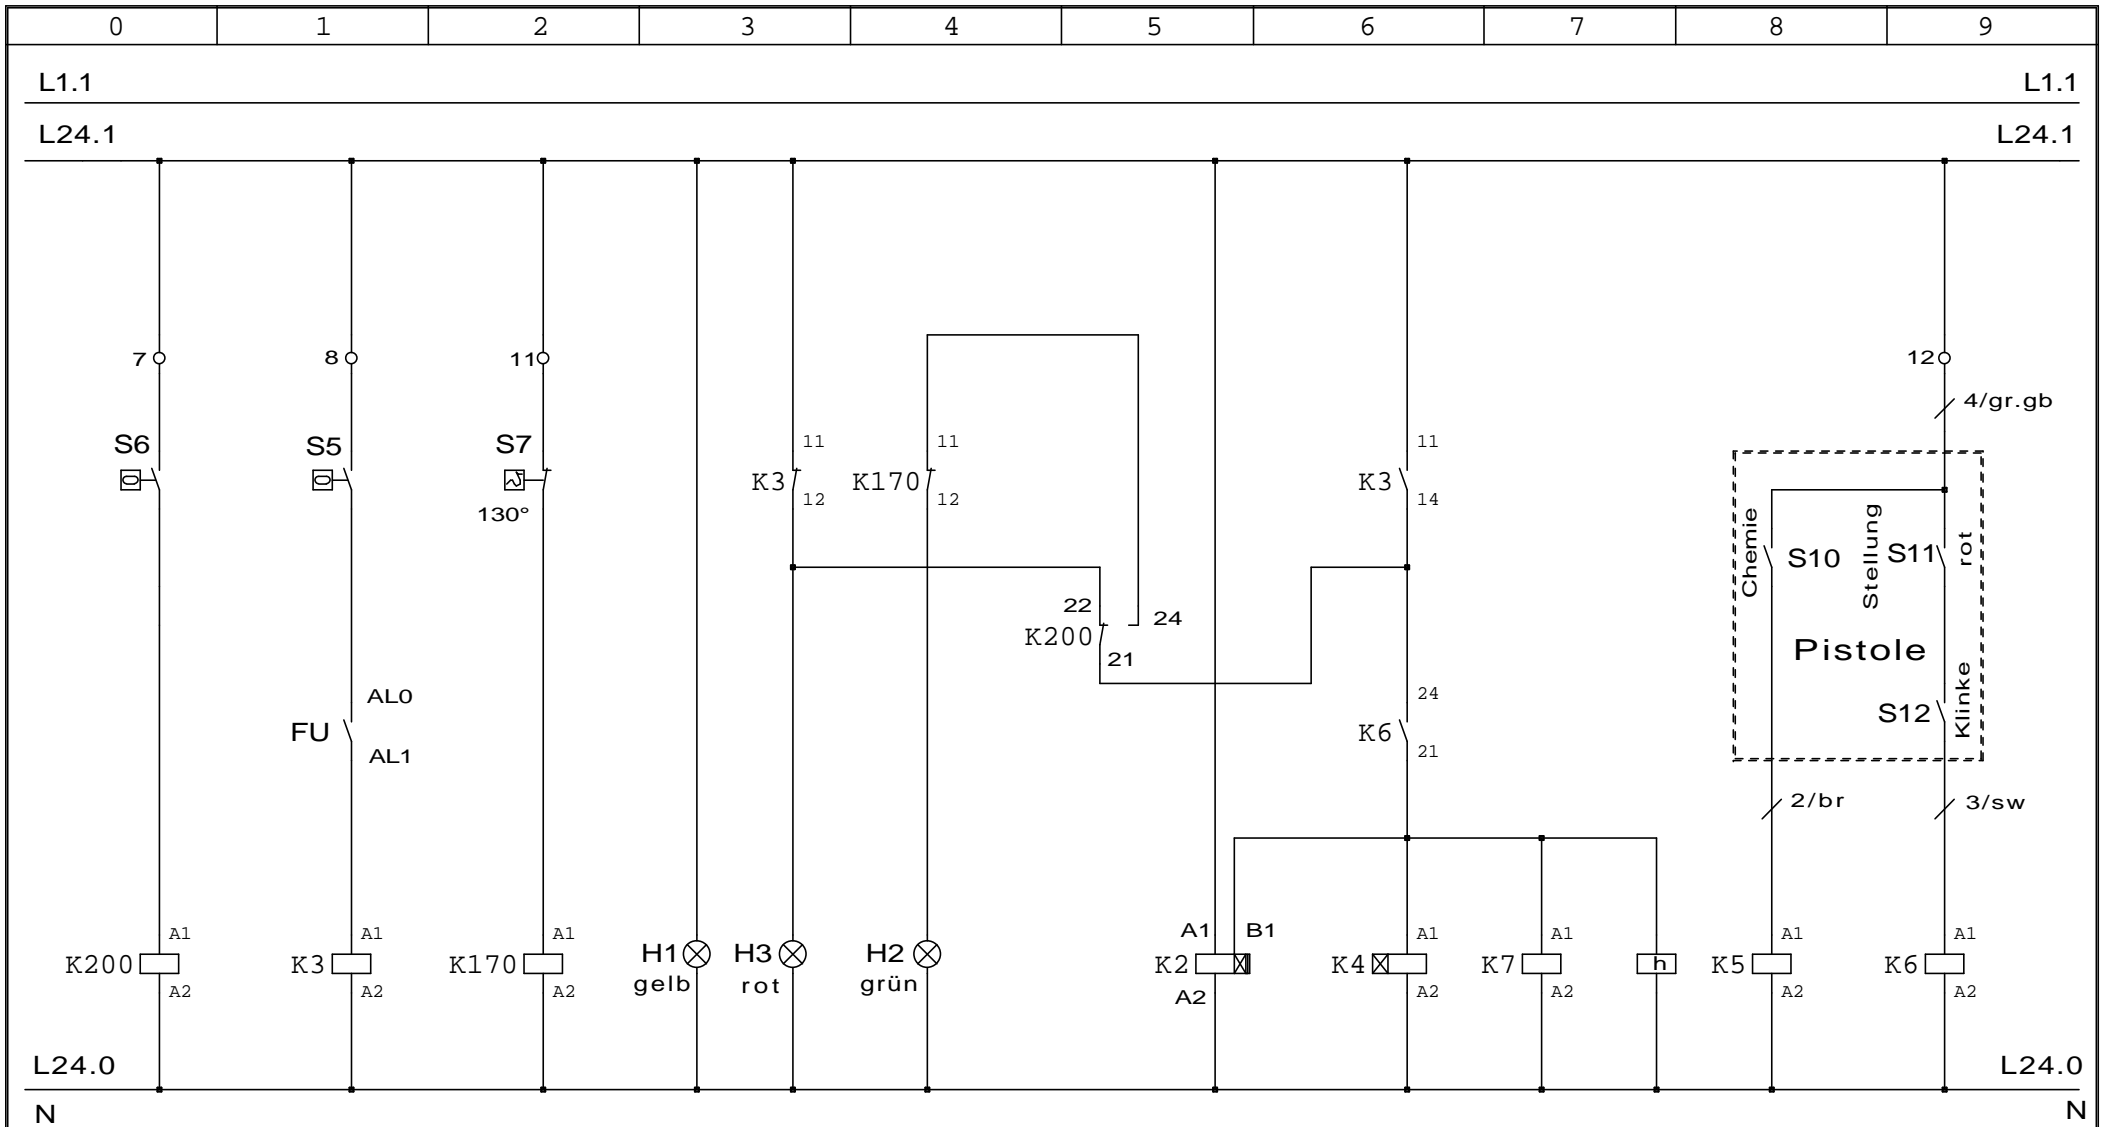 0 1 2 3 4 5 6 7 8 9
L1.1 L1.1
L24.1 L24.1
7 8 11 12
4/gr.gb
S6 S5 S7
11 11 11
K3 K170 K3
12 12 14
130°
Chemie
S10
Stellung
S11
rot
22 24
K200
21
Pistole
AL0
FU
AL1
24
K6
21
S12
Klinke
2/br 3/sw
A1 A1 A1 A1 B1 A1 A1 A1 A1
K200 K3 K170 H1 H3 H2 K2 K4 K7 h K5 K6
gelb rot grün
A2 A2 A2 A2 A2 A2 A2 A2
L24.0 L24.0
N N